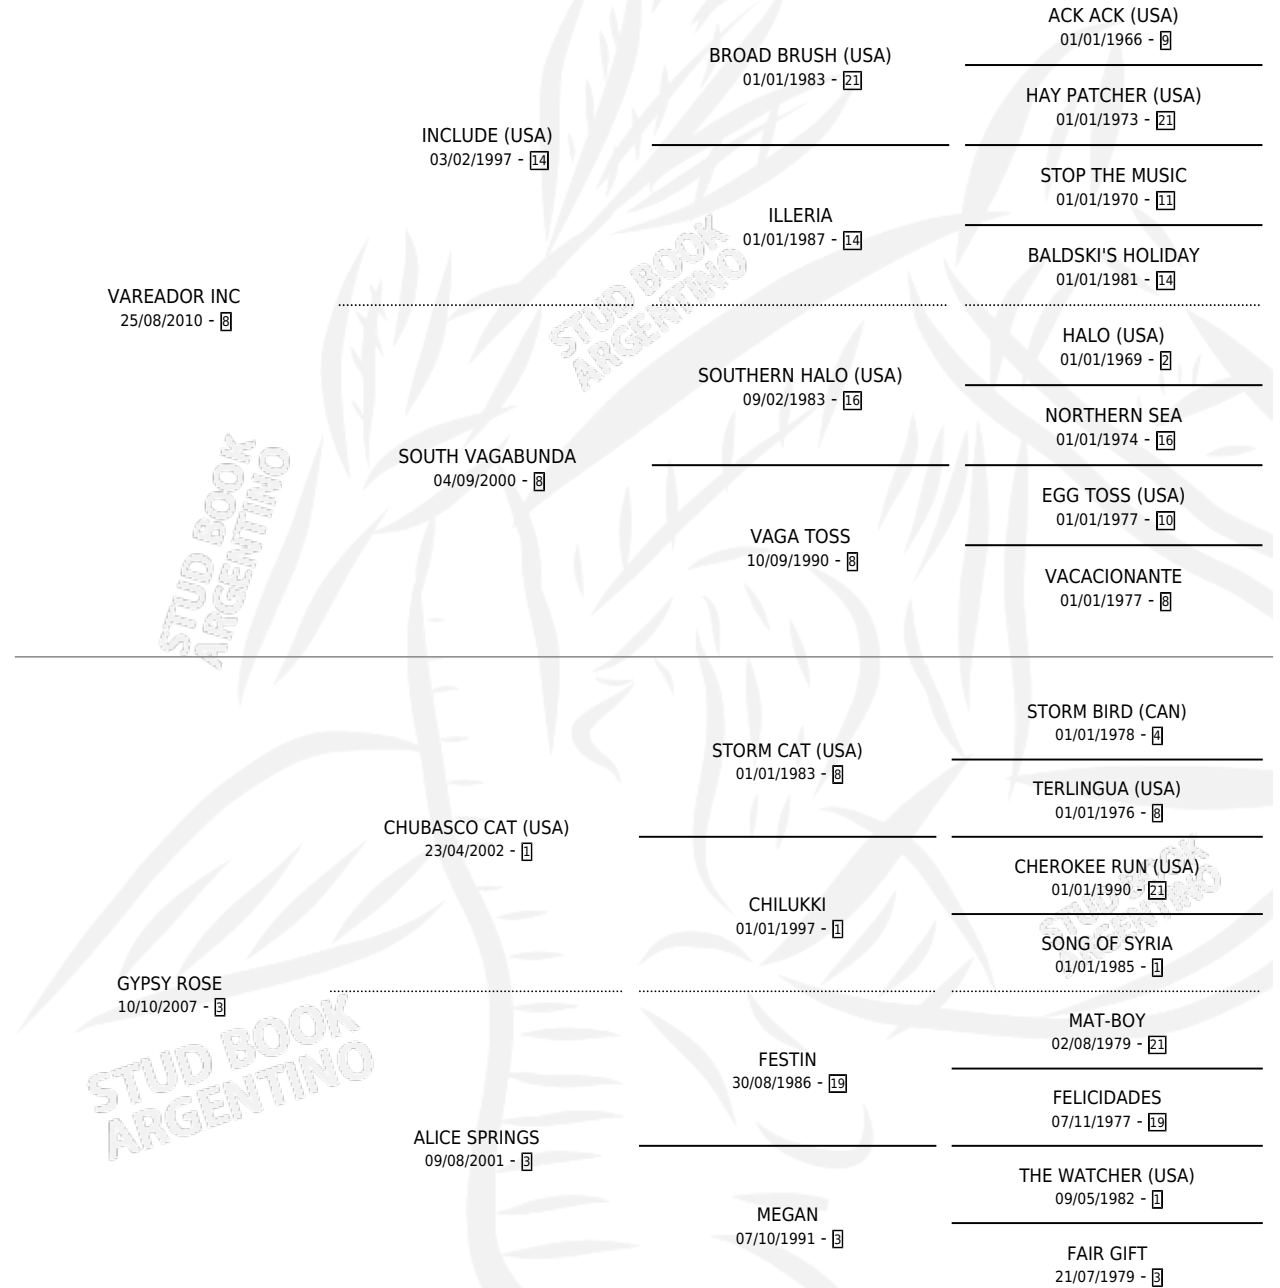 ACK ACK (USA)
01/01/1966 - 9
BROAD BRUSH (USA)
01/01/1983 - 21
HAY PATCHER (USA)
01/01/1973 - 21
INCLUDE (USA)
03/02/1997 - 14
STOP THE MUSIC
01/01/1970 - 11
ILLERIA
01/01/1987 - 14
BALDSKI'S HOLIDAY
01/01/1981 - 14
VAREADOR INC
25/08/2010 - 8
HALO (USA)
01/01/1969 - 2
SOUTHERN HALO (USA)
09/02/1983 - 16
NORTHERN SEA
01/01/1974 - 16
SOUTH VAGABUNDA
04/09/2000 - 8
EGG TOSS (USA)
01/01/1977 - 10
VAGA TOSS
10/09/1990 - 8
VACACIONANTE
01/01/1977 - 8
STORM BIRD (CAN)
01/01/1978 - 4
STORM CAT (USA)
01/01/1983 - 8
TERLINGUA (USA)
01/01/1976 - 8
CHUBASCO CAT (USA)
23/04/2002 - 1
CHEROKEE RUN (USA)
01/01/1990 - 21
CHILUKKI
01/01/1997 - 1
SONG OF SYRIA
01/01/1985 - 1
GYPSY ROSE
10/10/2007 - 3
MAT-BOY
02/08/1979 - 21
FESTIN
30/08/1986 - 19
FELICIDADES
07/11/1977 - 19
ALICE SPRINGS
09/08/2001 - 3
THE WATCHER (USA)
09/05/1982 - 1
MEGAN
07/10/1991 - 3
FAIR GIFT
21/07/1979 - 3
STUD BOOK
ARGENTINO
STUD BOOK
ARGENTINO
STUD BOOK
ARGENTINO
STUD BOOK
ARGENTINO